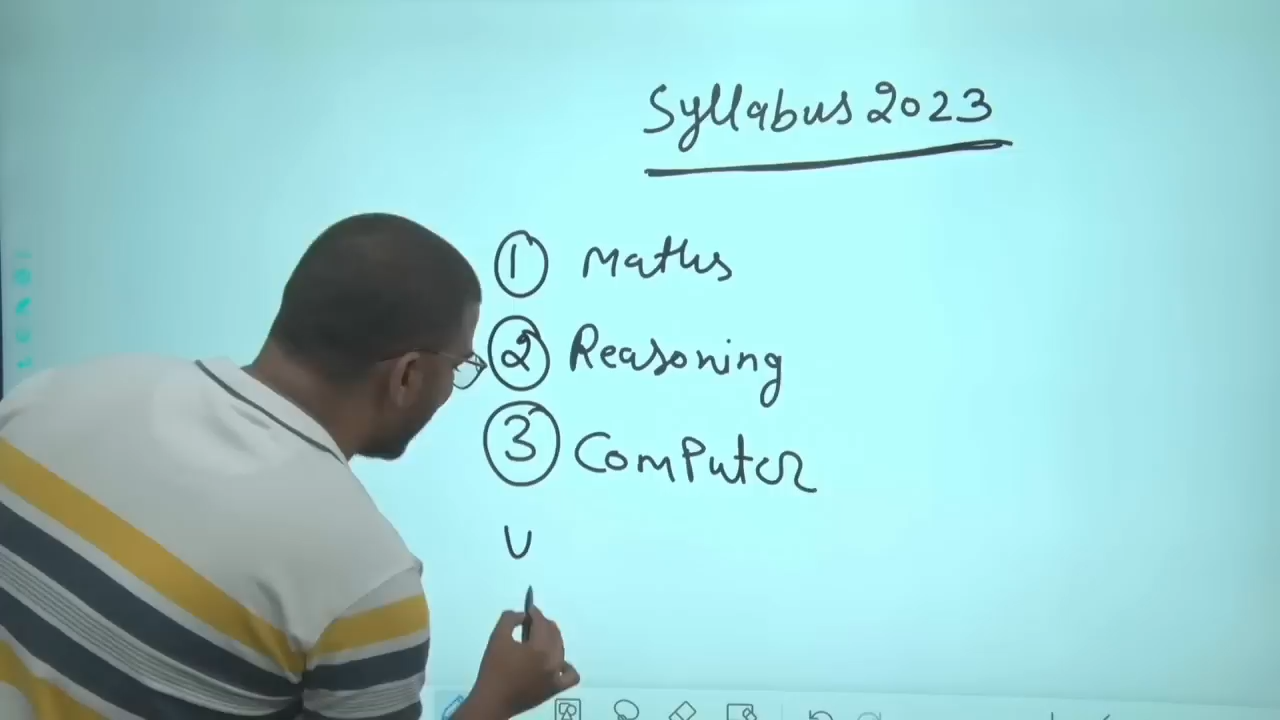 Syllabus 2023
① Maths
② Reasoning
③ Computer